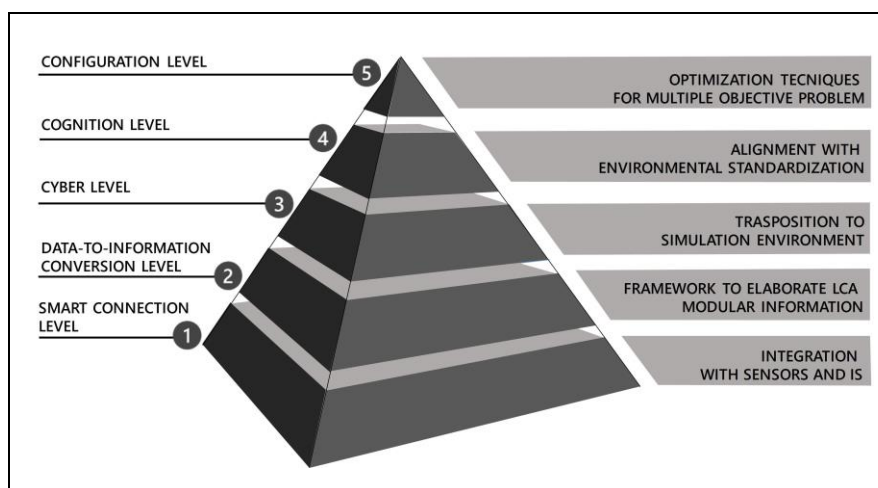 CONFIGURATION LEVEL
5
OPTIMIZATION TECNIQUES
FOR MULTIPLE OBJECTIVE PROBLEM
COGNITION LEVEL
4
ALIGNMENT WITH
ENVIRONMENTAL STANDARDIZATION
CYBER LEVEL
3
TRASPOSITION TO
SIMULATION ENVIRONMENT
DATA-TO-INFORMATION
CONVERSION LEVEL
2
FRAMEWORK TO ELABORATE LCA
MODULAR INFORMATION
SMART CONNECTION
LEVEL
1
INTEGRATION
WITH SENSORS AND IS